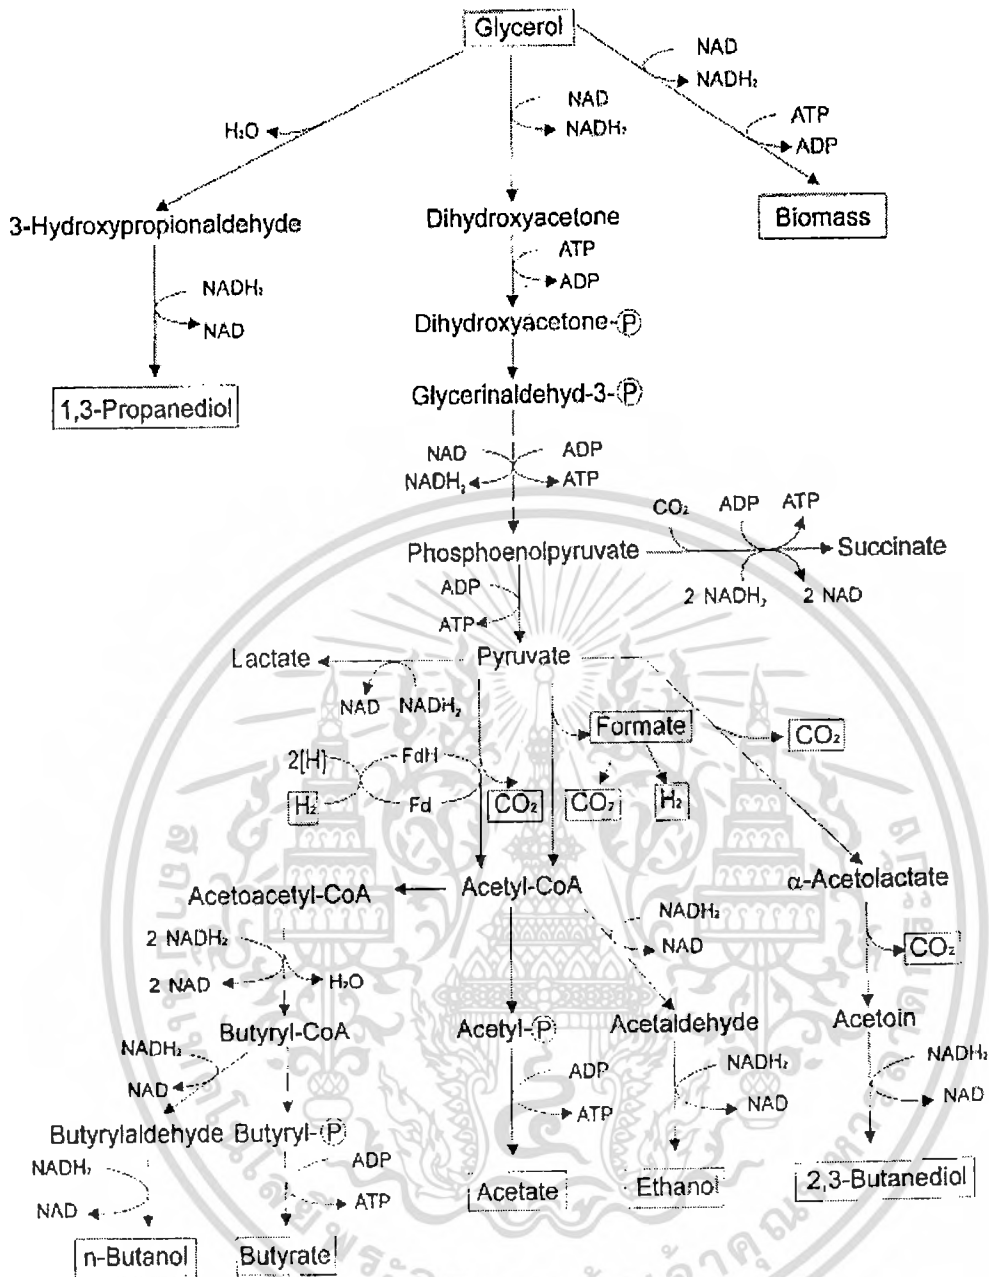 Glycerol
NAD
NADH₂
H₂O
NAD
NADH₂
ATP
ADP
3-Hydroxypropionaldehyde
Dihydroxyacetone
Biomass
NADH₂
NAD
ATP
ADP
Dihydroxyacetone-P
1,3-Propanediol
Glycerinaldehyd-3-P
NAD
ADP
NADH₂
ATP
CO₂ ADP ATP
Phosphoenolpyruvate
Succinate
2 NADH₂ 2 NAD
ADP
ATP
Lactate
Pyruvate
NAD NADH₂
Formate
CO₂
2[H]
FdH
H₂
Fd
CO₂
CO₂
H₂
Acetoacetyl-CoA
Acetyl-CoA
α-Acetolactate
2 NADH₂
2 NAD
H₂O
NADH₂
NAD
CO₂
Butyryl-CoA
Acetyl-P
Acetaldehyde
Acetoin
NADH₂
NAD
ADP
ATP
NADH₂
NAD
NADH₂
NAD
Butyrylaldehyde Butyryl-P
NADH₂
NAD
ADP
ATP
Acetate
Ethanol
2,3-Butanediol
n-Butanol
Butyrate